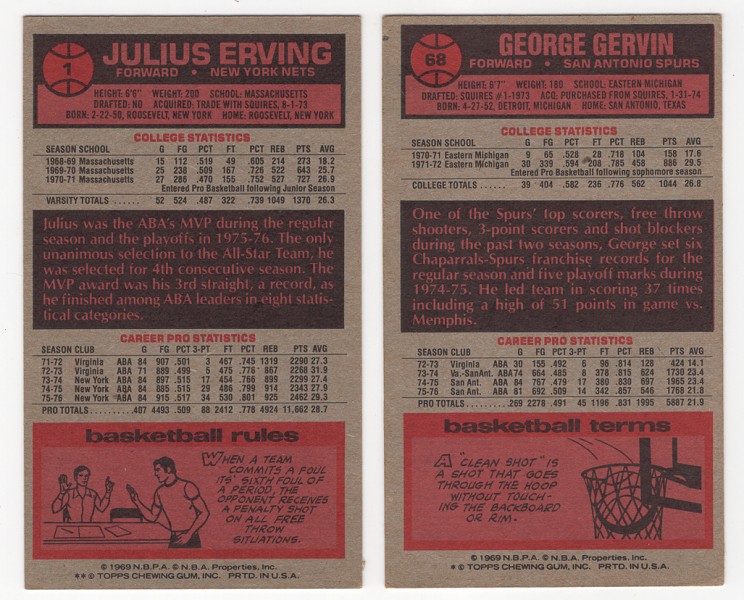 1
JULIUS ERVING
FORWARD • NEW YORK NETS
HEIGHT: 6'6" WEIGHT: 200 SCHOOL: MASSACHUSETTS
DRAFTED: NO ACQUIRED: TRADE WITH SQUIRES, 8-1-73
BORN: 2-22-50, ROOSEVELT, NEW YORK HOME: ROOSEVELT, NEW YORK
COLLEGE STATISTICS
SEASON SCHOOL G FG PCT FT PCT REB PTS AVG
1968-69 Massachusetts 15 112 .519 49 .605 214 273 18.2
1969-70 Massachusetts 25 238 .509 167 .726 522 643 25.7
1970-71 Massachusetts 27 286 .470 155 .752 527 727 26.9
Entered Pro Basketball following Junior Season
VARSITY TOTALS ...... 52 524 .487 322 .739 1049 1370 26.3
Julius was the ABA's MVP during the regular
season and the playoffs in 1975-76. The only
unanimous selection to the All-Star Team, he
was selected for 4th consecutive season. The
MVP award was his 3rd straight, a record, as
he finished among ABA leaders in eight statis-
tical categories.
CAREER PRO STATISTICS
SEASON CLUB G FG PCT 3-PT FT PCT REB PTS AVG
71-72 Virginia ABA 84 907 .501 3 467 .745 1319 2290 27.3
72-73 Virginia ABA 71 889 .499 5 475 .776 867 2268 31.9
73-74 New York ABA 84 897 .515 17 454 .766 899 2299 27.4
74-75 New York ABA 84 885 .515 29 486 .799 914 2343 27.9
75-76 New York ABA 84 915 .517 34 530 .801 925 2462 29.3
PRO TOTALS .......... 407 4493 .509 88 2412 .778 4924 11,662 28.7
basketball rules
WHEN A TEAM
COMMITS A FOUL
ITS' SIXTH FOUL OF
A PERIOD, THE
OPPONENT RECEIVES
A PENALTY SHOT
ON ALL FREE
THROW
SITUATIONS.
© 1969 N.B.P.A. © N.B.A. Properties, Inc.
** © TOPPS CHEWING GUM, INC. PRTD. IN U.S.A.
68
GEORGE GERVIN
FORWARD • SAN ANTONIO SPURS
HEIGHT: 6'7" WEIGHT: 180 SCHOOL: EASTERN MICHIGAN
DRAFTED: SQUIRES #1-1973 ACQ: PURCHASED FROM SQUIRES, 1-31-74
BORN: 4-27-52, DETROIT, MICHIGAN HOME: SAN ANTONIO, TEXAS
COLLEGE STATISTICS
SEASON SCHOOL G FG PCT FT PCT REB PTS AVG
1970-71 Eastern Michigan 9 65 .528 28 .718 104 158 17.6
1971-72 Eastern Michigan 30 339 .594 208 .785 458 886 29.5
Entered Pro Basketball following sophomore season
COLLEGE TOTALS ...... 39 404 .582 236 .776 562 1044 26.8
One of the Spurs' top scorers, free throw
shooters, 3-point scorers and shot blockers
during the past two seasons, George set six
Chaparrals-Spurs franchise records for the
regular season and five playoff marks during
1974-75. He led team in scoring 37 times
including a high of 51 points in game vs.
Memphis.
CAREER PRO STATISTICS
SEASON CLUB G FG PCT 3-PT FT PCT REB PTS AVG
72-73 Virginia ABA 30 155 .492 6 96 .814 128 424 14.1
73-74 Va.-SanAnt. ABA 74 664 .485 8 378 .815 624 1730 23.4
74-75 San Ant. ABA 84 767 .479 17 380 .830 697 1965 23.4
75-76 San Ant. ABA 81 692 .509 14 342 .857 546 1768 21.8
PRO TOTALS .......... 269 2278 .491 45 1196 .831 1995 5887 21.9
basketball terms
A "CLEAN SHOT" IS
A SHOT THAT GOES
THROUGH THE HOOP
WITHOUT TOUCH-
ING THE BACKBOARD
OR RIM.
© 1969 N.B.P.A. © N.B.A. Properties, Inc.
* © TOPPS CHEWING GUM, INC. PRTD. IN U.S.A.